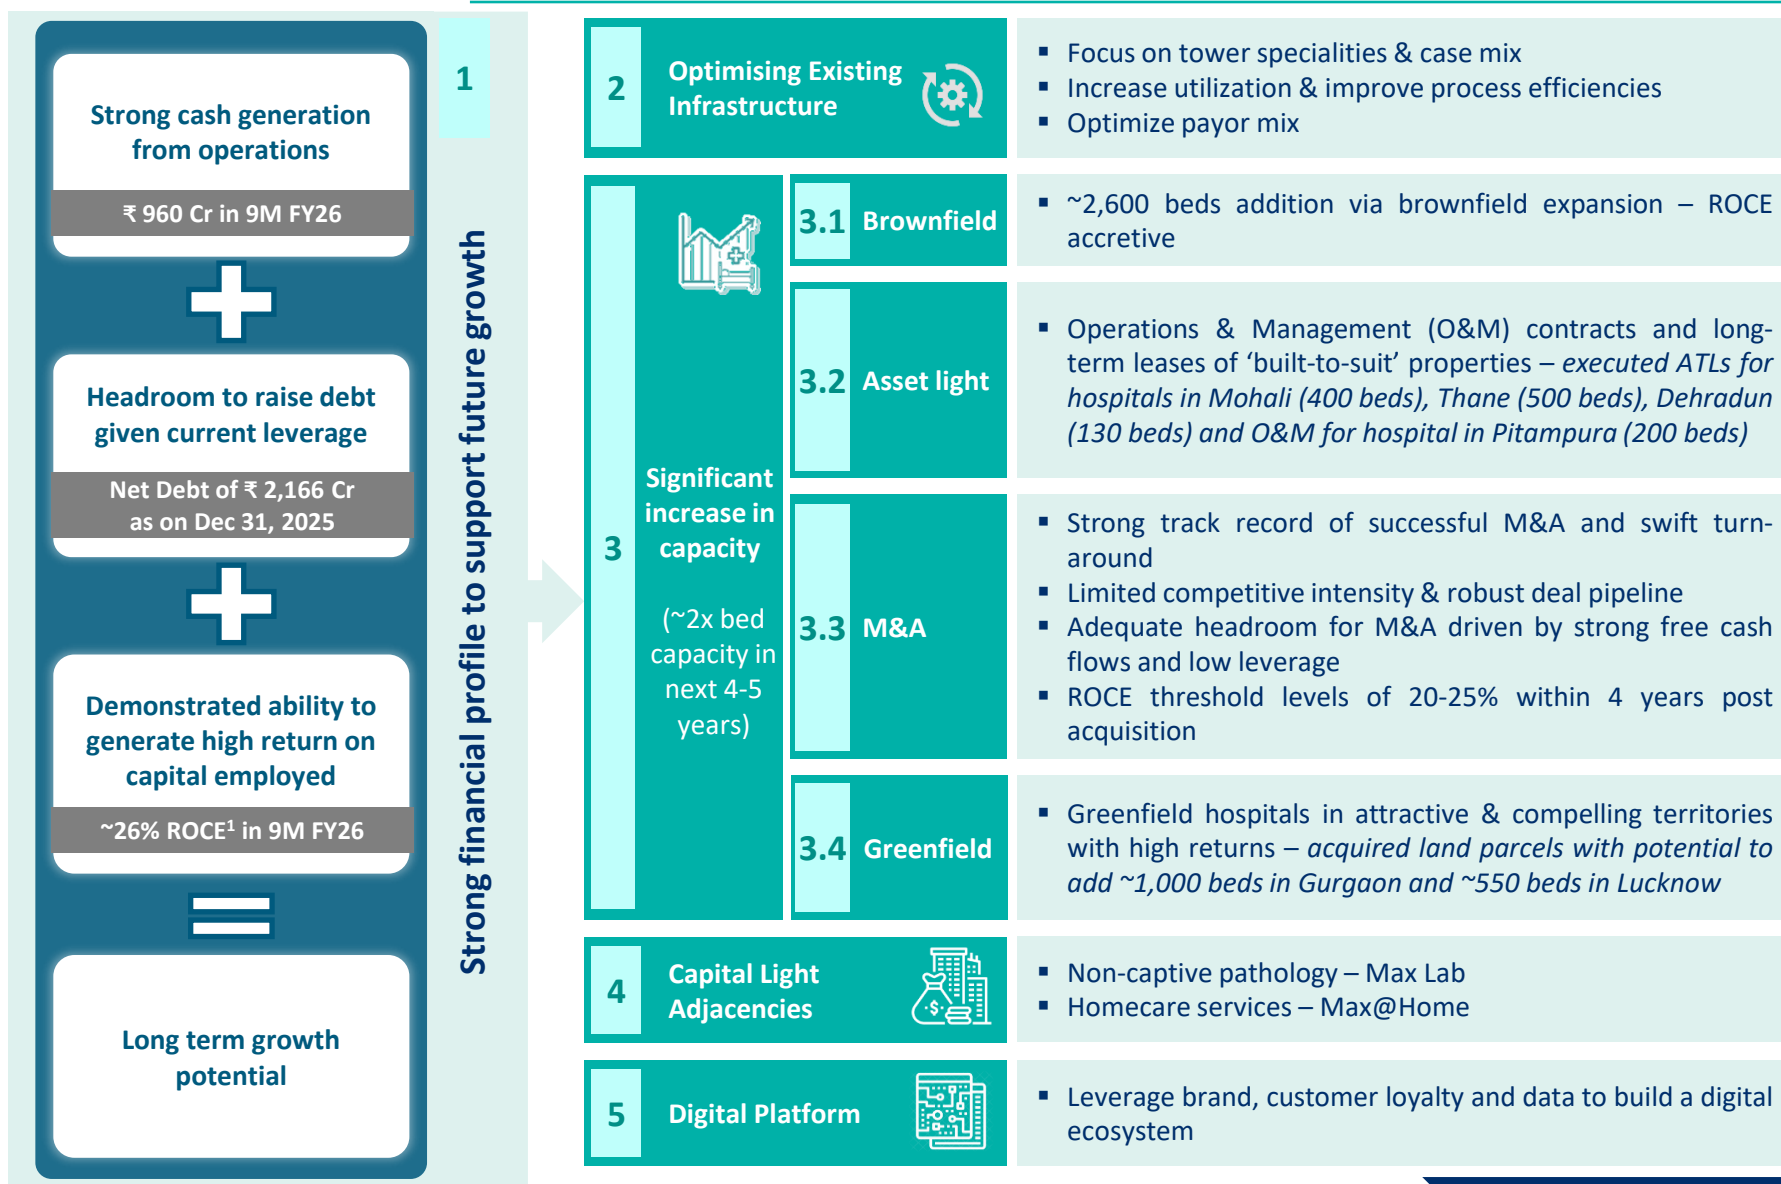 Strong cash generation
from operations
₹ 960 Cr in 9M FY26
Headroom to raise debt
given current leverage
Net Debt of ₹ 2,166 Cr
as on Dec 31, 2025
Demonstrated ability to
generate high return on
capital employed
~26% ROCE¹ in 9M FY26
Long term growth
potential
1
Strong financial profile to support future growth
2
Optimising Existing
Infrastructure
▪ Focus on tower specialities & case mix
▪ Increase utilization & improve process efficiencies
▪ Optimize payor mix
3
Significant
increase in
capacity
(~2x bed
capacity in
next 4-5
years)
3.1 Brownfield
▪ ~2,600 beds addition via brownfield expansion – ROCE
accretive
3.2 Asset light
▪ Operations & Management (O&M) contracts and long-
term leases of ‘built-to-suit’ properties – executed ATLs for
hospitals in Mohali (400 beds), Thane (500 beds), Dehradun
(130 beds) and O&M for hospital in Pitampura (200 beds)
3.3 M&A
▪ Strong track record of successful M&A and swift turn-
around
▪ Limited competitive intensity & robust deal pipeline
▪ Adequate headroom for M&A driven by strong free cash
flows and low leverage
▪ ROCE threshold levels of 20-25% within 4 years post
acquisition
3.4 Greenfield
▪ Greenfield hospitals in attractive & compelling territories
with high returns – acquired land parcels with potential to
add ~1,000 beds in Gurgaon and ~550 beds in Lucknow
4
Capital Light
Adjacencies
▪ Non-captive pathology – Max Lab
▪ Homecare services – Max@Home
5
Digital Platform
▪ Leverage brand, customer loyalty and data to build a digital
ecosystem